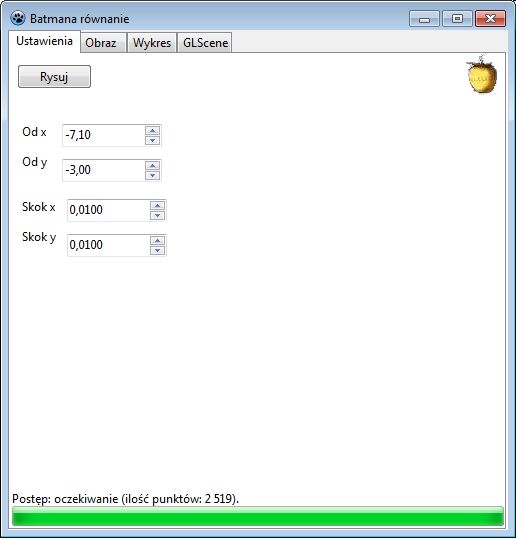 Batmana równanie
Ustawienia Obraz Wykres GLScene
Rysuj
Od x -7,10
Od y -3,00
Skok x 0,0100
Skok y 0,0100
Postęp: oczekiwanie (ilość punktów: 2 519).